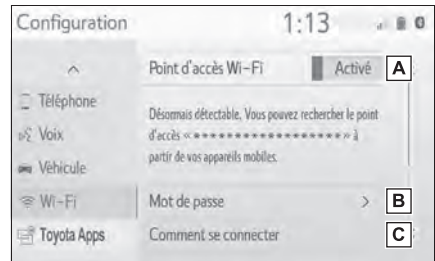 Configuration 1:13
Point d'accès Wi-Fi Activé A
Téléphone
Désormais détectable, Vous pouvez rechercher le point
Voix
d'accès « ****************** » à
partir de vos appareils mobiles.
Véhicule
Wi-Fi
Mot de passe > B
Toyota Apps
Comment se connecter C